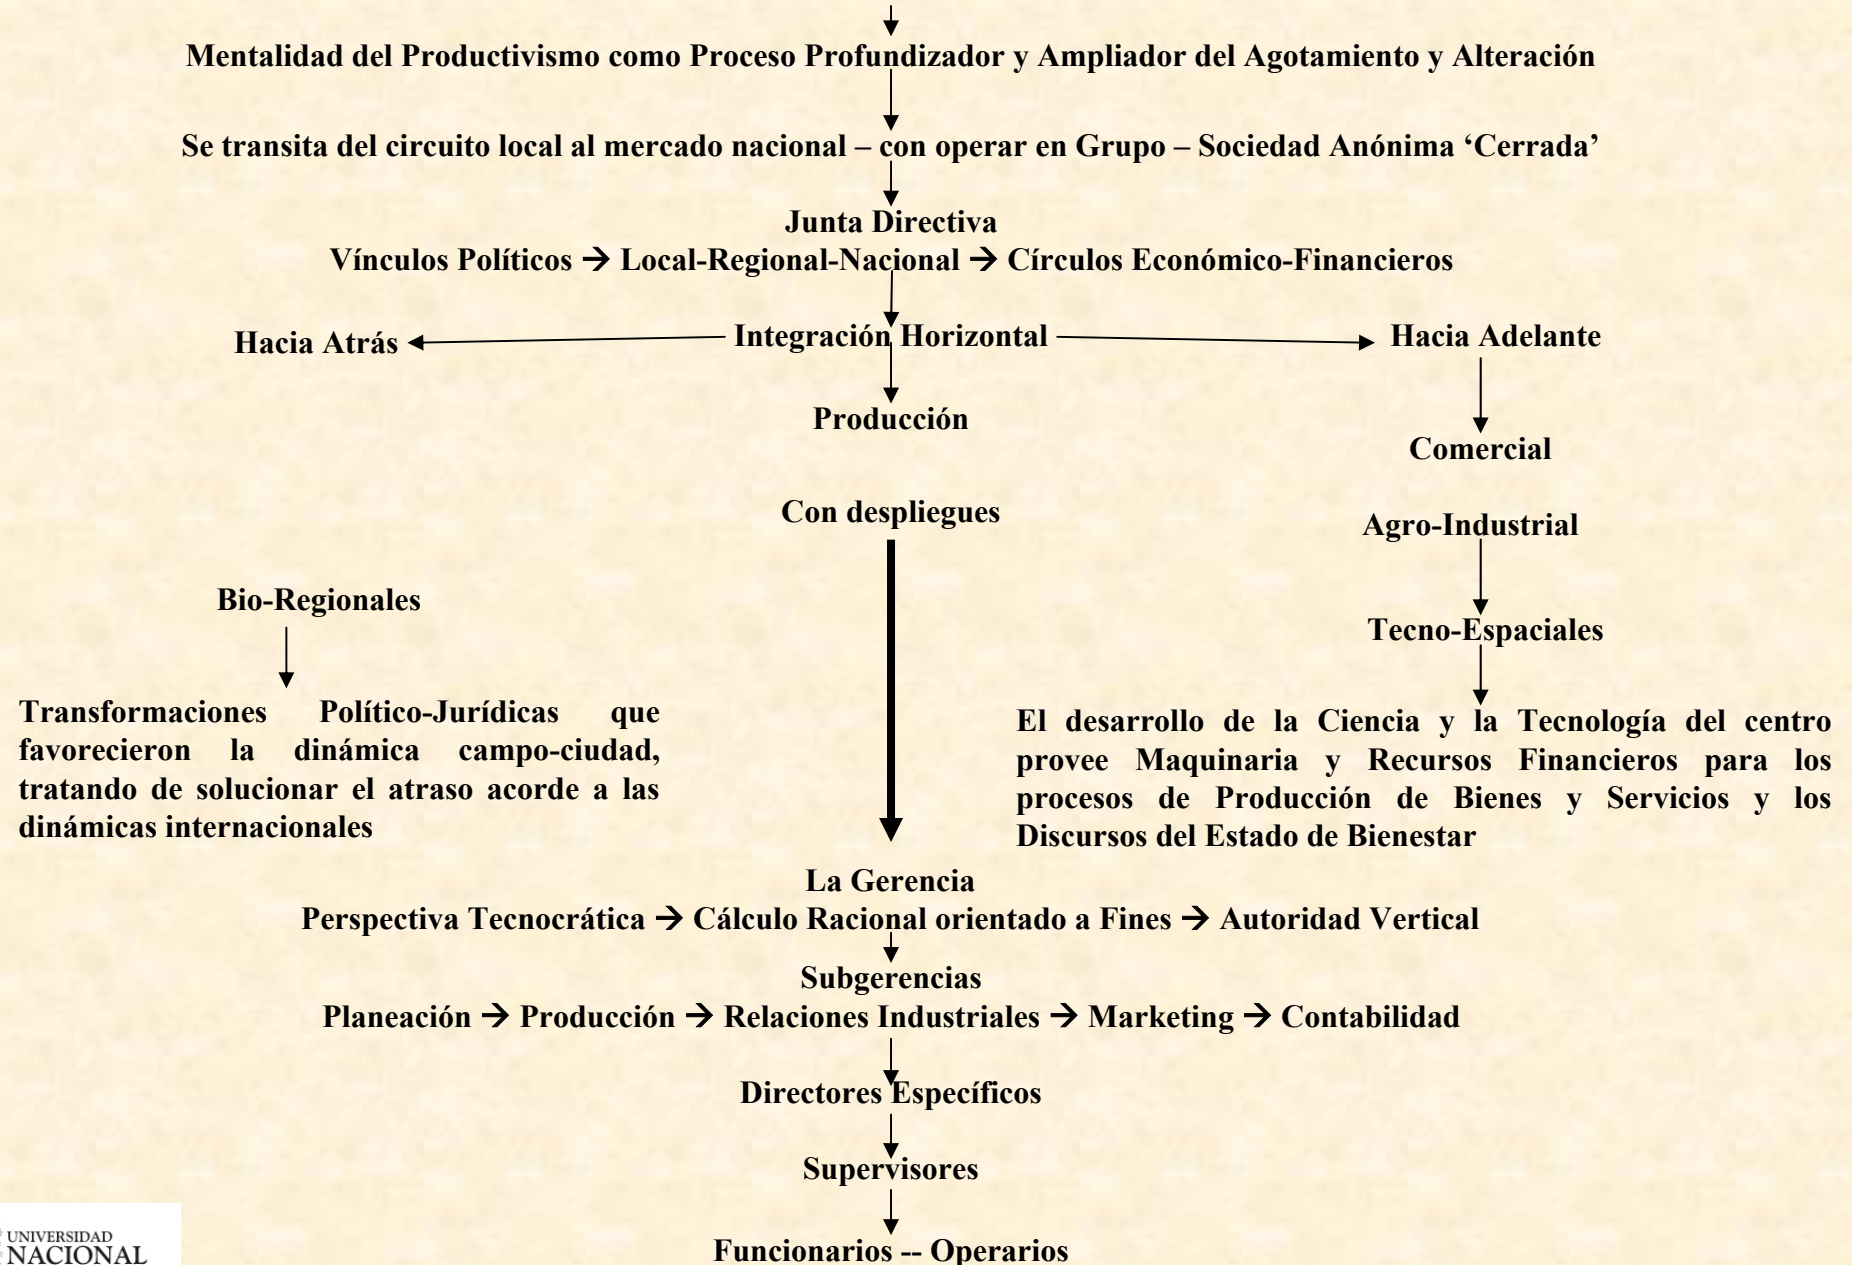 Mentalidad del Productivismo como Proceso Profundizador y Ampliador del Agotamiento y Alteración
Se transita del circuito local al mercado nacional – con operar en Grupo – Sociedad Anónima ‘Cerrada’
Junta Directiva
Vínculos Políticos → Local-Regional-Nacional → Círculos Económico-Financieros
Hacia Atrás
Integración Horizontal
Hacia Adelante
Producción
Comercial
Con despliegues
Agro-Industrial
Bio-Regionales
Tecno-Espaciales
Transformaciones Político-Jurídicas que
favorecieron la dinámica campo-ciudad,
tratando de solucionar el atraso acorde a las
dinámicas internacionales
El desarrollo de la Ciencia y la Tecnología del centro
provee Maquinaria y Recursos Financieros para los
procesos de Producción de Bienes y Servicios y los
Discursos del Estado de Bienestar
La Gerencia
Perspectiva Tecnocrática → Cálculo Racional orientado a Fines → Autoridad Vertical
Subgerencias
Planeación → Producción → Relaciones Industriales → Marketing → Contabilidad
Directores Específicos
Supervisores
Funcionarios -- Operarios
UNIVERSIDAD
NACIONAL